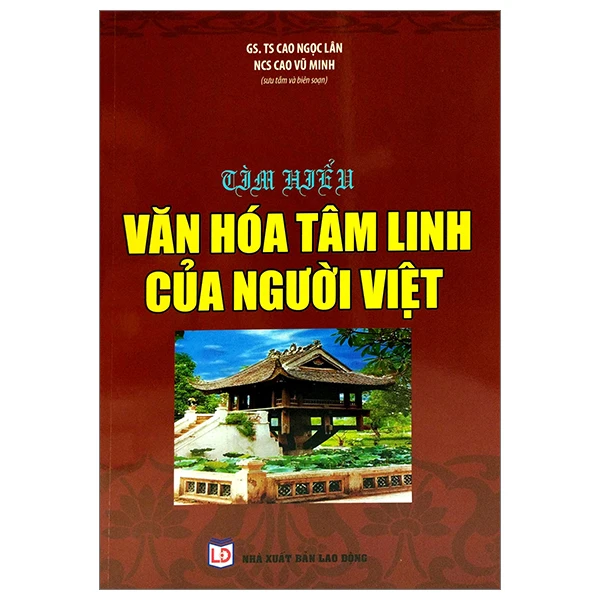 GS. TS CAO NGỌC LÂN
NCS CAO VŨ MINH
(sưu tầm và biên soạn)
TÌM HIỂU
VĂN HÓA TÂM LINH
CỦA NGƯỜI VIỆT
LĐ
NHÀ XUẤT BẢN LAO ĐỘNG